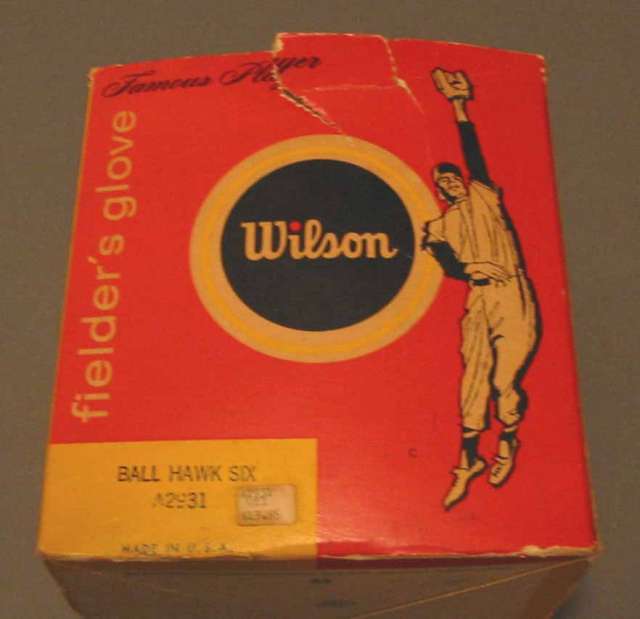 Famous Player
fielder's glove
Wilson
BALL HAWK SIX
A2931
MADE IN U.S.A.